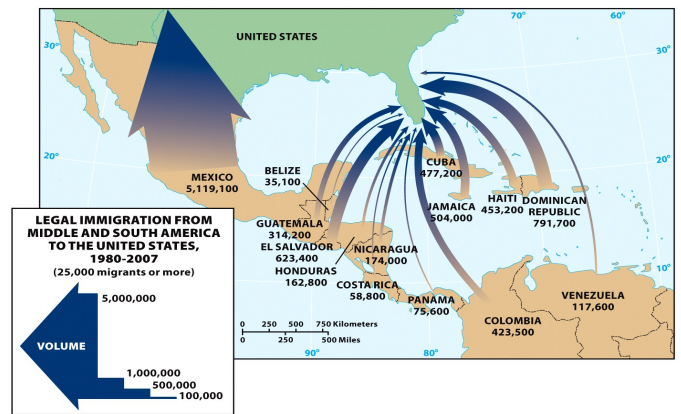 70°
60°
30°
UNITED STATES
30°
20°
MEXICO
5,119,100
BELIZE
35,100
CUBA
477,200
20°
GUATEMALA
314,200
JAMAICA
504,000
HAITI
453,200
DOMINICAN
REPUBLIC
791,700
EL SALVADOR
623,400
NICARAGUA
174,000
HONDURAS
162,800
COSTA RICA
58,800
PANAMA
75,600
10°
VENEZUELA
117,600
COLOMBIA
423,500
0 250 500 750 Kilometers
0 250 500 Miles
90°
80°
LEGAL IMMIGRATION FROM
MIDDLE AND SOUTH AMERICA
TO THE UNITED STATES,
1980-2007
(25,000 migrants or more)
5,000,000
VOLUME
1,000,000
500,000
100,000